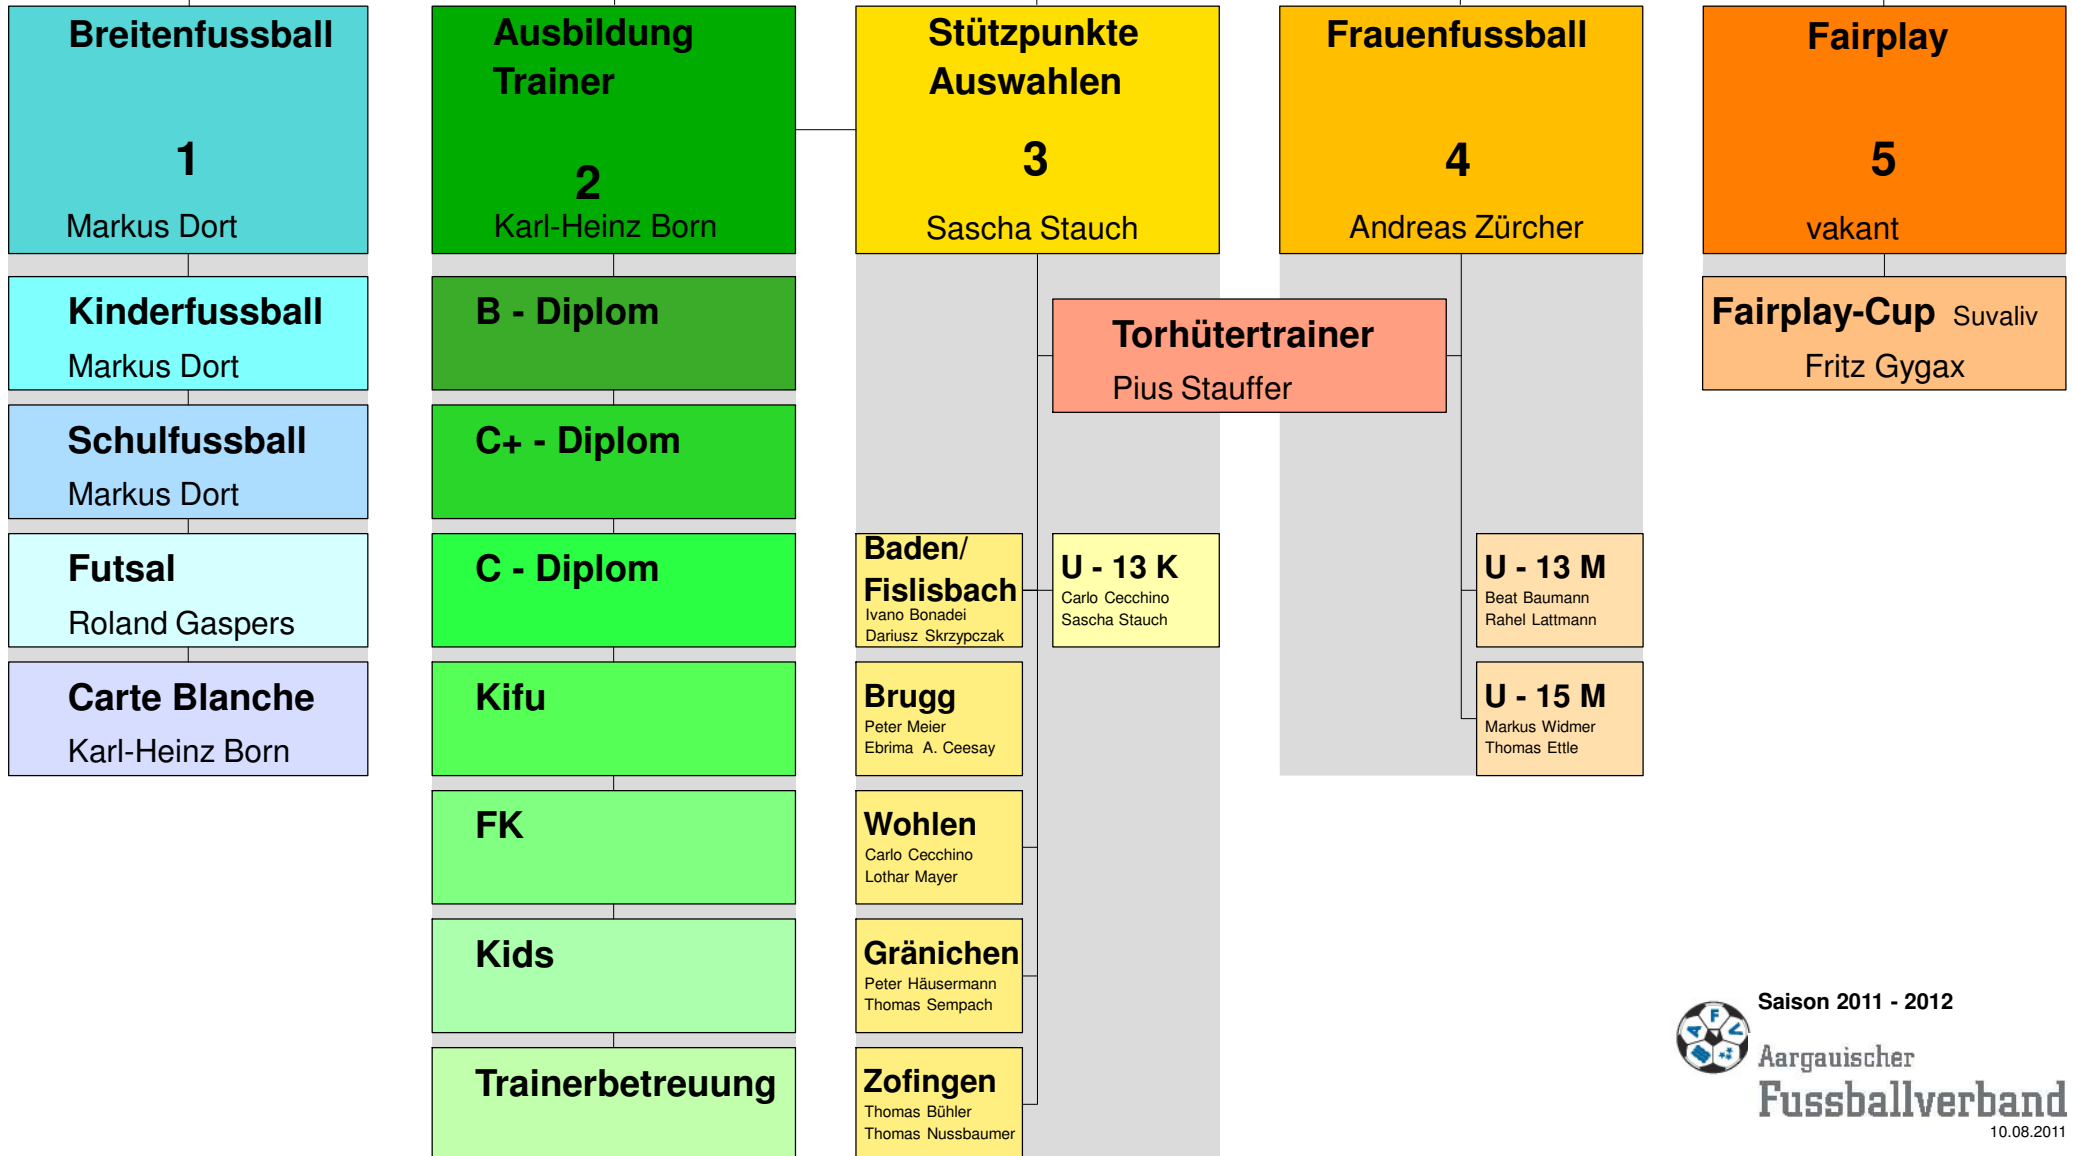 Breitenfussball
1
Markus Dort
Kinderfussball
Markus Dort
Schulfussball
Markus Dort
Futsal
Roland Gaspers
Carte Blanche
Karl-Heinz Born
Ausbildung
Trainer
2
Karl-Heinz Born
B - Diplom
C+ - Diplom
C - Diplom
Kifu
FK
Kids
Trainerbetreuung
Stützpunkte
Auswahlen
3
Sascha Stauch
Torhütertrainer
Pius Stauffer
Baden/
Fislisbach
Ivano Bonadei
Dariusz Skrzypczak
U - 13 K
Carlo Cecchino
Sascha Stauch
Brugg
Peter Meier
Ebrima A. Ceesay
Wohlen
Carlo Cecchino
Lothar Mayer
Gränichen
Peter Häusermann
Thomas Sempach
Zofingen
Thomas Bühler
Thomas Nussbaumer
Frauenfussball
4
Andreas Zürcher
U - 13 M
Beat Baumann
Rahel Lattmann
U - 15 M
Markus Widmer
Thomas Ettle
Fairplay
5
vakant
Fairplay-Cup Suvaliv
Fritz Gygax
Saison 2011 - 2012
A F V
Aargauischer
Fussballverband
10.08.2011